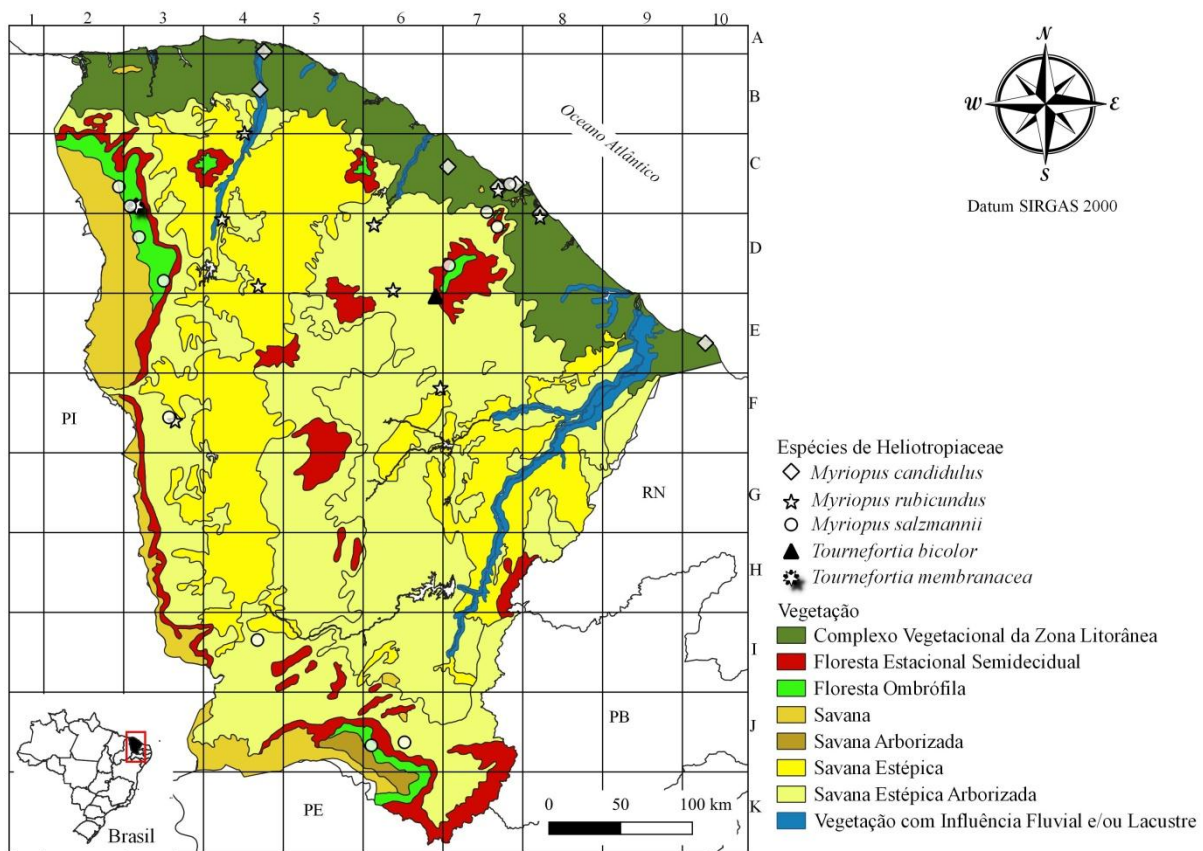 2 3 4 5 6 7 8 9 10
A
B
C
D
E
F
G
H
I
J
K
Oceano Atlântico
PI
RN
PB
PE
Brasil
0 50 100 km
N
W E
S
Datum SIRGAS 2000
Espécies de Heliotropiaceae
Myriopus candidulus
Myriopus rubicundus
Myriopus salzmannii
Tournefortia bicolor
Tournefortia membranacea
Vegetação
Complexo Vegetacional da Zona Litorânea
Floresta Estacional Semidecidual
Floresta Ombrófila
Savana
Savana Arborizada
Savana Estépica
Savana Estépica Arborizada
Vegetação com Influência Fluvial e/ou Lacustre